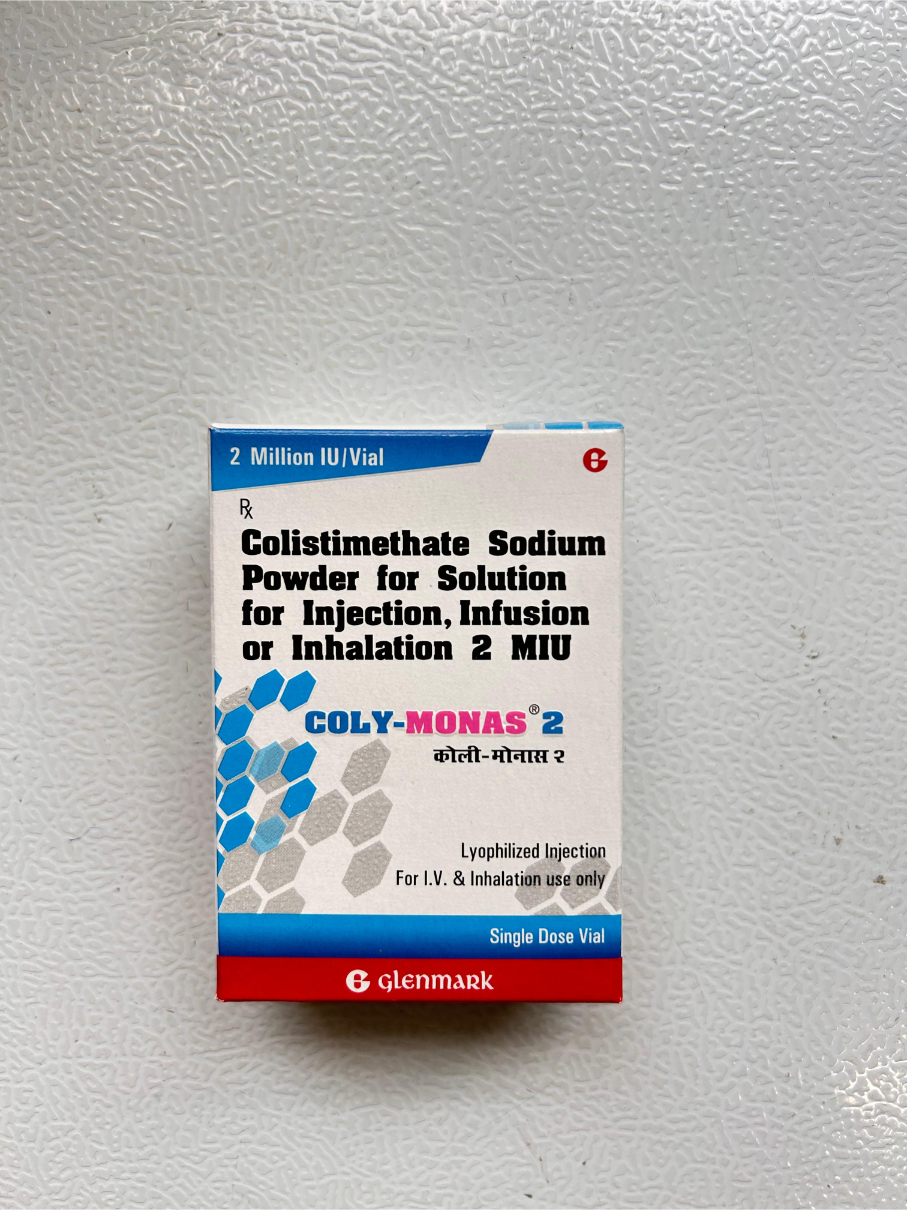 2 Million IU/Vial
℞
Colistimethate Sodium
Powder for Solution
for Injection, Infusion
or Inhalation 2 MIU
COLY-MONAS®2
कोली-मोनास २
Lyophilized Injection
For I.V. & Inhalation use only
Single Dose Vial
G glenmark